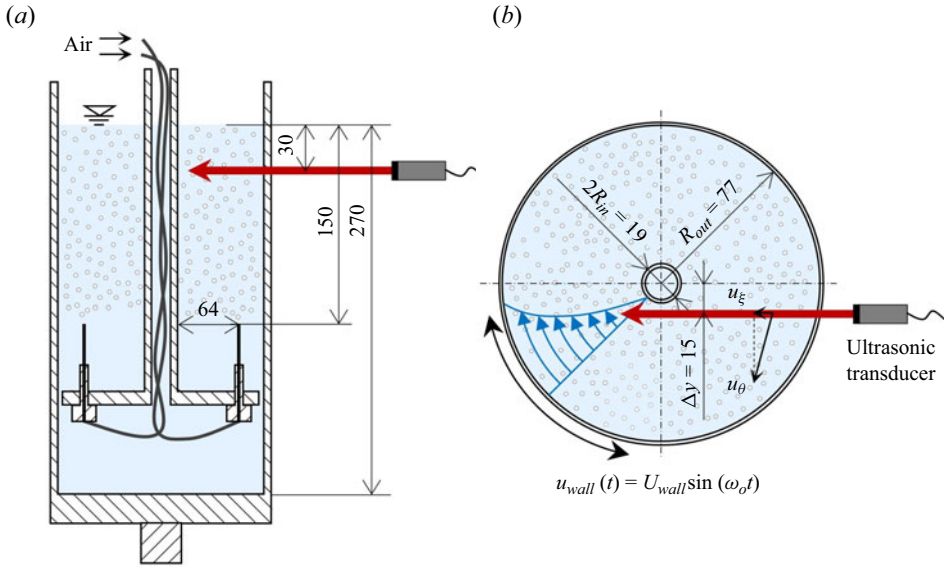 (a)
Air
30
150
270
64
(b)
2R_in = 19
R_out = 77
u_ξ
Δy = 15
u_θ
Ultrasonic
transducer
u_wall (t) = U_wall sin (ω_o t)